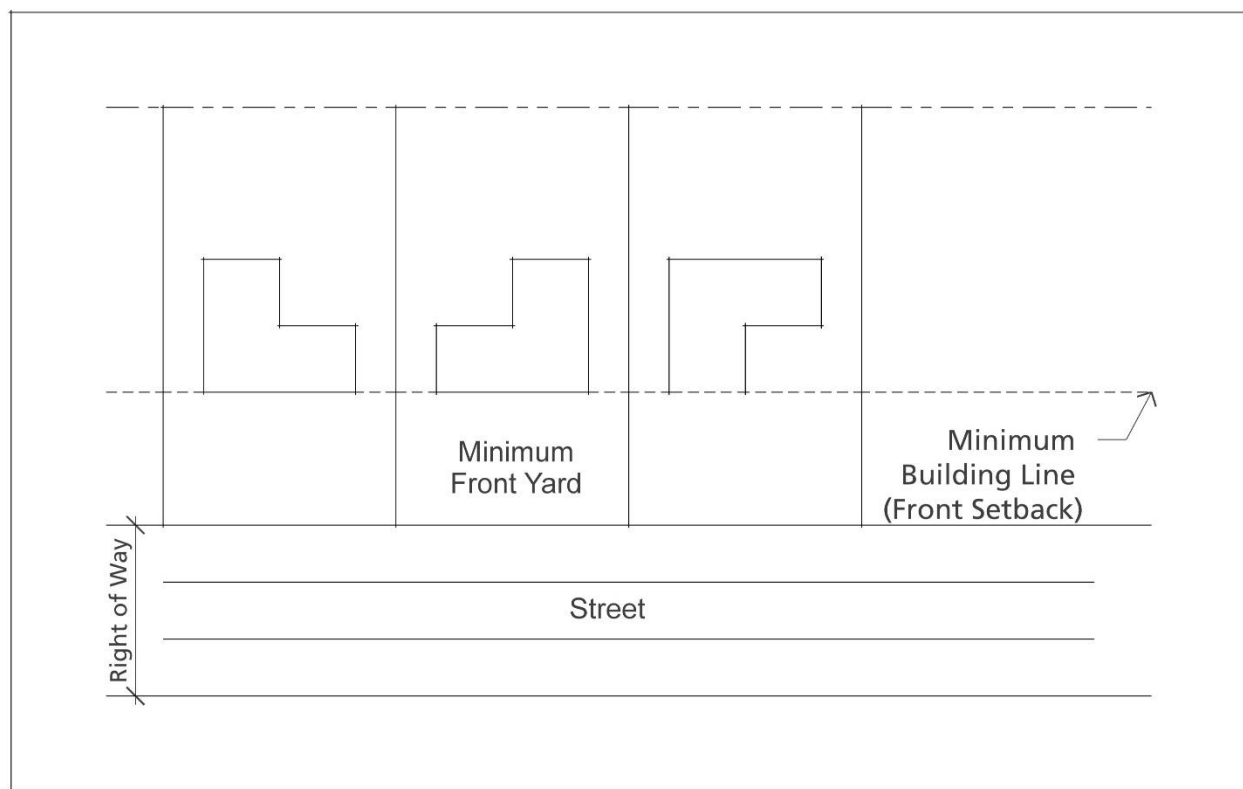 Minimum
Front Yard
Minimum
Building Line
(Front Setback)
Right of Way
Street